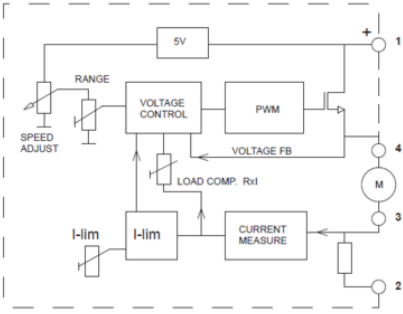 +
1
5V
RANGE
SPEED
ADJUST
VOLTAGE
CONTROL
PWM
VOLTAGE FB
4
M
LOAD COMP. RxI
3
I-lim
I-lim
CURRENT
MEASURE
2